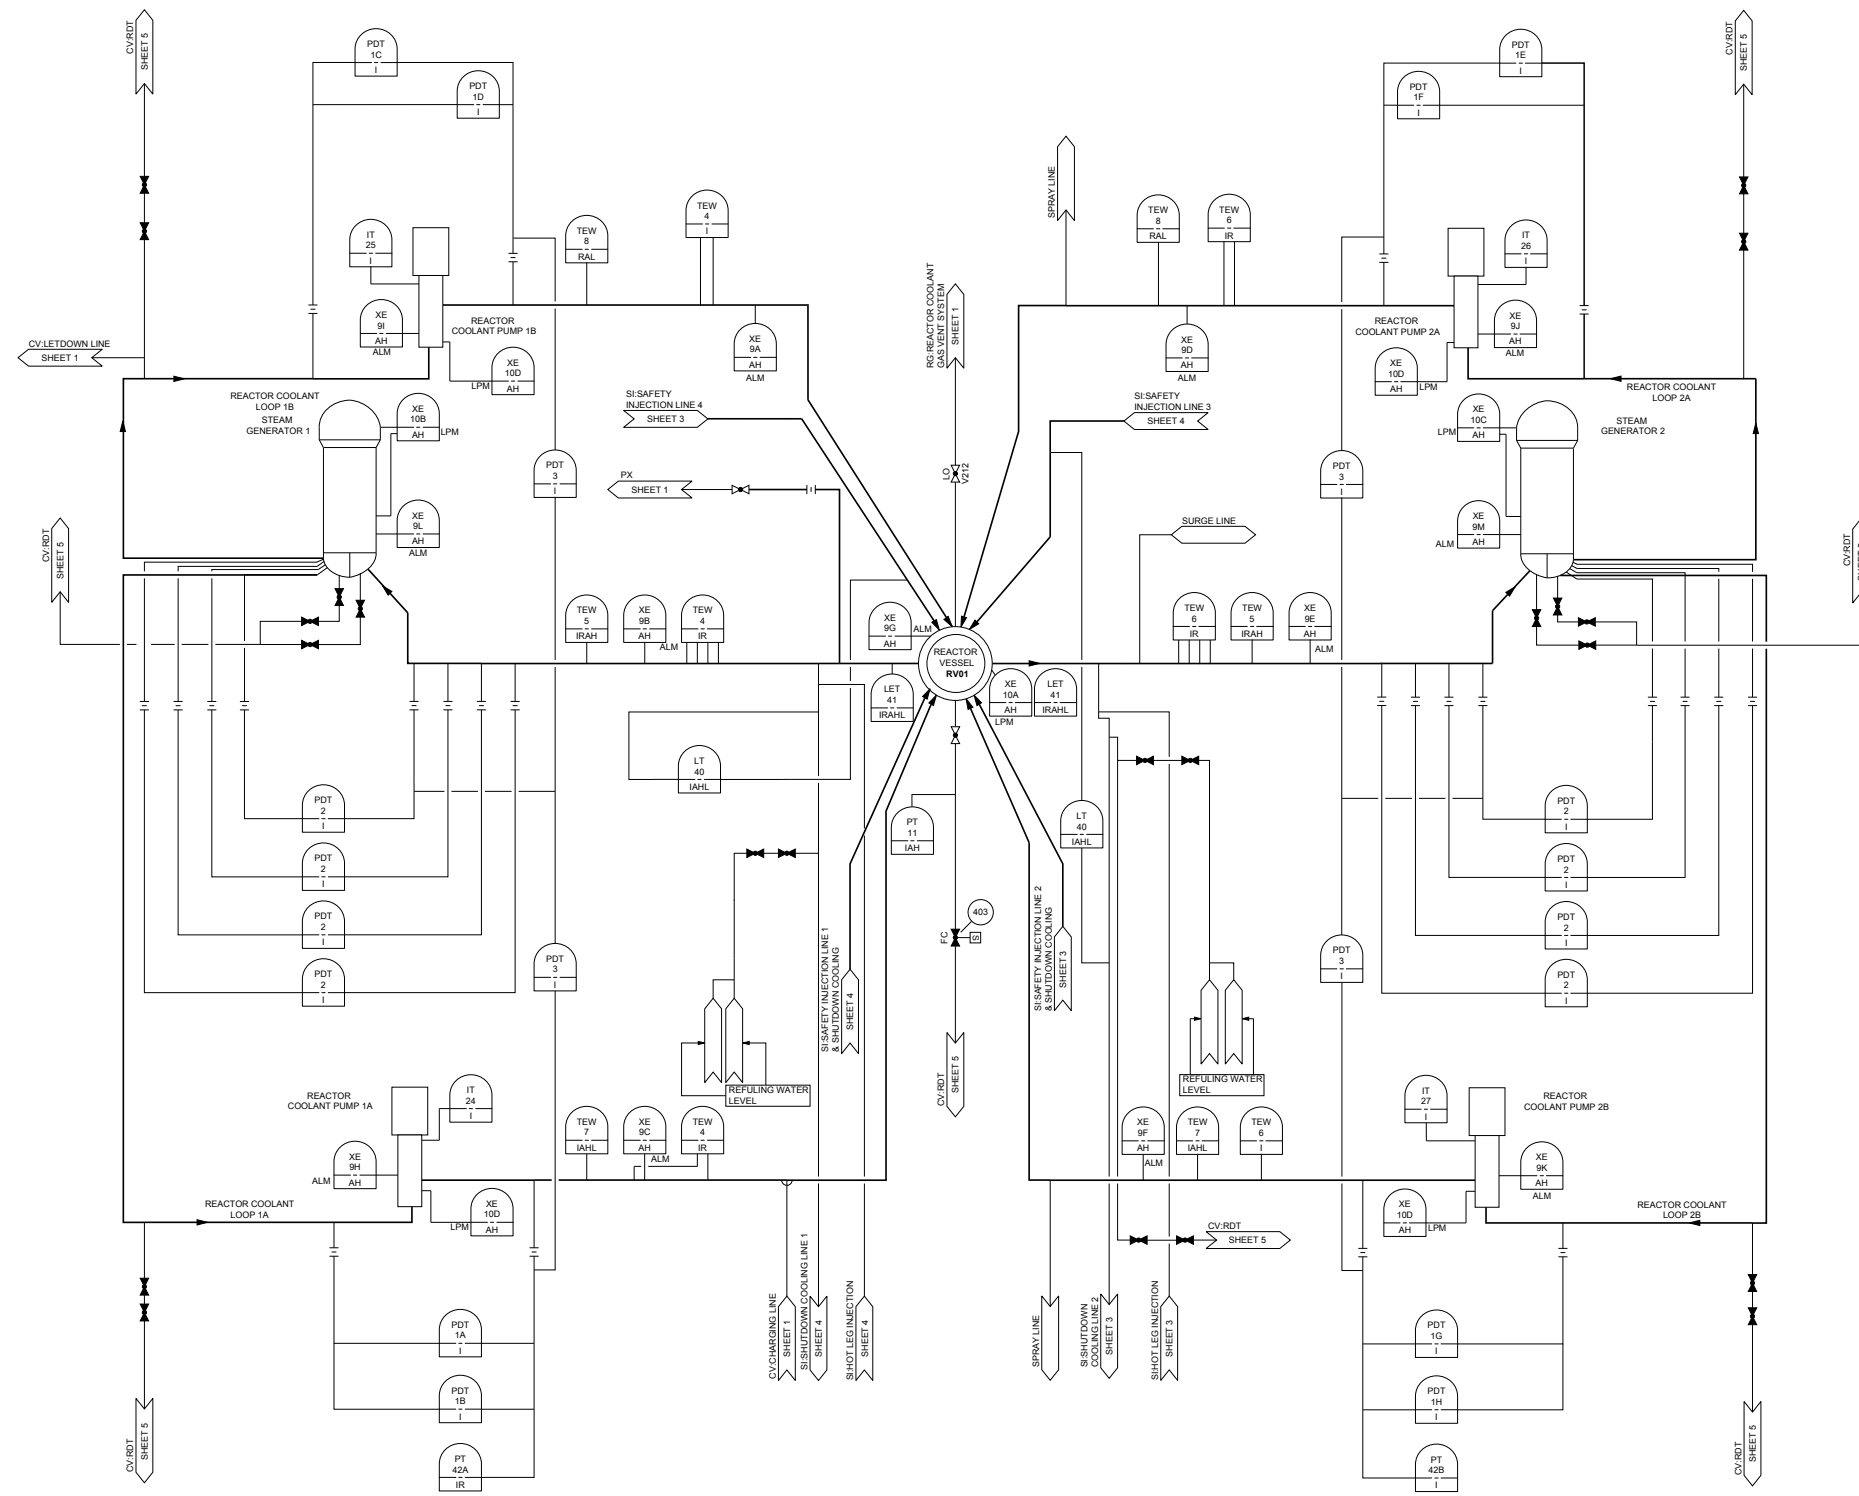 CV:RDT
SHEET 5
PDT
1C
I
PDT
1D
I
PDT
1E
I
PDT
1F
I
CV:RDT
SHEET 5
SPRAY LINE
IT
25
I
TEW
8
RAL
TEW
4
I
TEW
8
RAL
TEW
6
IR
IT
26
I
RG:REACTOR COOLANT
GAS VENT SYSTEM
SHEET 1
XE
9I
AH
ALM
REACTOR
COOLANT PUMP 1B
XE
9A
AH
ALM
XE
9D
AH
ALM
REACTOR
COOLANT PUMP 2A
XE
9J
AH
ALM
CV:LETDOWN LINE
SHEET 1
XE
10D
AH
LPM
XE
10D
AH
LPM
REACTOR COOLANT
LOOP 1B
STEAM
GENERATOR 1
XE
10B
AH
LPM
SI:SAFETY
INJECTION LINE 4
SHEET 3
SI:SAFETY
INJECTION LINE 3
SHEET 4
XE
10C
AH
LPM
REACTOR COOLANT
LOOP 2A
STEAM
GENERATOR 2
PDT
3
I
PX
SHEET 1
LO
V212
PDT
3
I
SURGE LINE
XE
9L
AH
ALM
XE
9M
AH
ALM
CV:RDT
SHEET 5
CV:RDT
TEW
5
IRAH
XE
9B
AH
ALM
TEW
4
IR
XE
9G
AH
ALM
REACTOR
VESSEL
RV01
TEW
6
IR
TEW
5
IRAH
XE
9E
AH
ALM
LET
41
IRAHL
XE
10A
AH
LPM
LET
41
IRAHL
LT
40
IAHL
PT
11
IAH
LT
40
IAHL
PDT
2
I
PDT
2
I
PDT
2
I
PDT
2
I
PDT
2
I
PDT
2
I
PDT
2
I
PDT
2
I
403
FC
S
PDT
3
I
PDT
3
I
SI:SAFETY INJECTION LINE 1
& SHUTDOWN COOLING
SHEET 4
SI:SAFETY INJECTION LINE 2
& SHUTDOWN COOLING
SHEET 3
CV:RDT
SHEET 5
REFULING WATER
LEVEL
REFULING WATER
LEVEL
REACTOR
COOLANT PUMP 1A
IT
24
I
TEW
7
IAHL
XE
9C
AH
ALM
TEW
4
IR
XE
9F
AH
ALM
TEW
7
IAHL
TEW
6
I
IT
27
I
REACTOR
COOLANT PUMP 2B
XE
9H
AH
ALM
XE
9K
AH
ALM
REACTOR COOLANT
LOOP 1A
XE
10D
AH
LPM
XE
10D
AH
LPM
REACTOR COOLANT
LOOP 2B
CV:RDT
SHEET 5
PDT
1A
I
PDT
1B
I
PT
42A
IR
CV:CHARGING LINE
SHEET 1
SI:SHUTDOWN COOLING LINE 1
SHEET 4
SI:HOT LEG INJECTION
SHEET 4
SPRAY LINE
SI:SHUTDOWN
COOLING LINE 2
SHEET 3
SI:HOT LEG INJECTION
SHEET 3
PDT
1G
I
PDT
1H
I
PT
42B
I
CV:RDT
SHEET 5
CV:RDT
SHEET 5